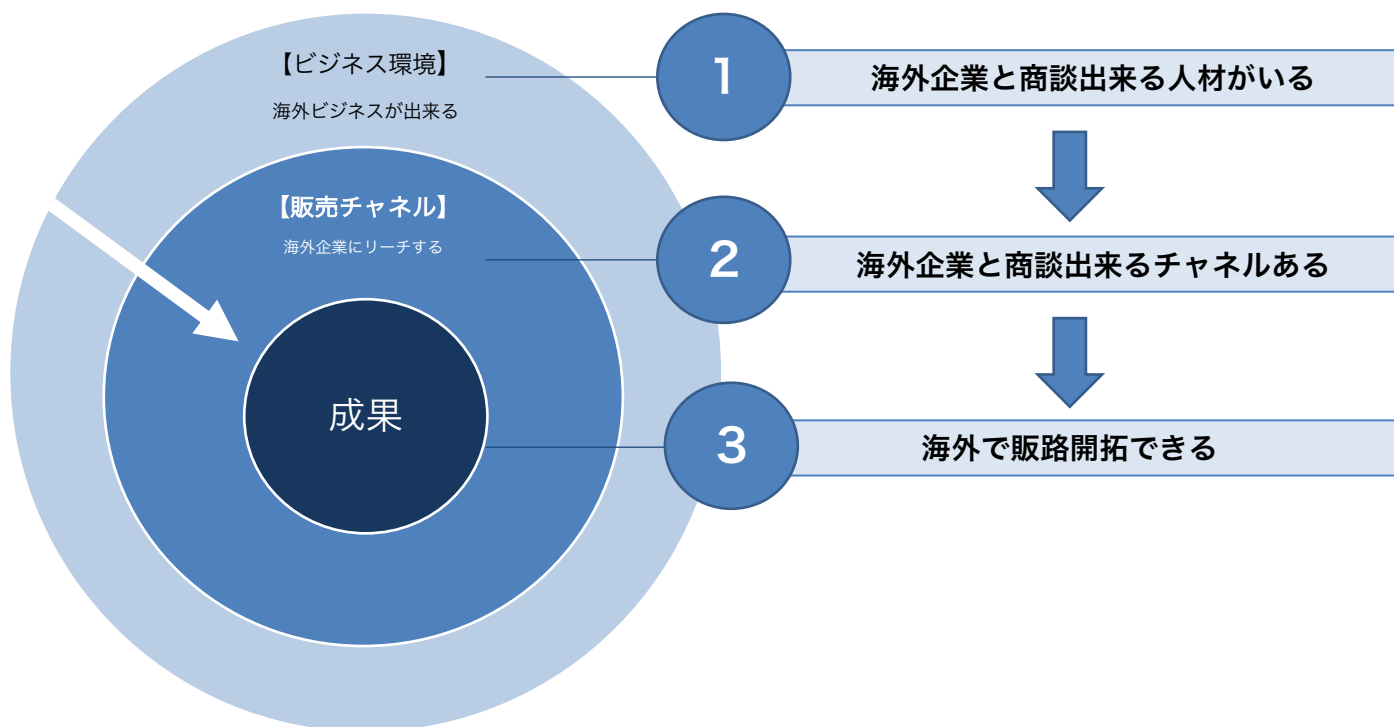 【ビジネス環境】
海外ビジネスが出来る
1
海外企業と商談出来る人材がいる
【販売チャネル】
海外企業にリーチする
2
海外企業と商談出来るチャネルある
成果
3
海外で販路開拓できる